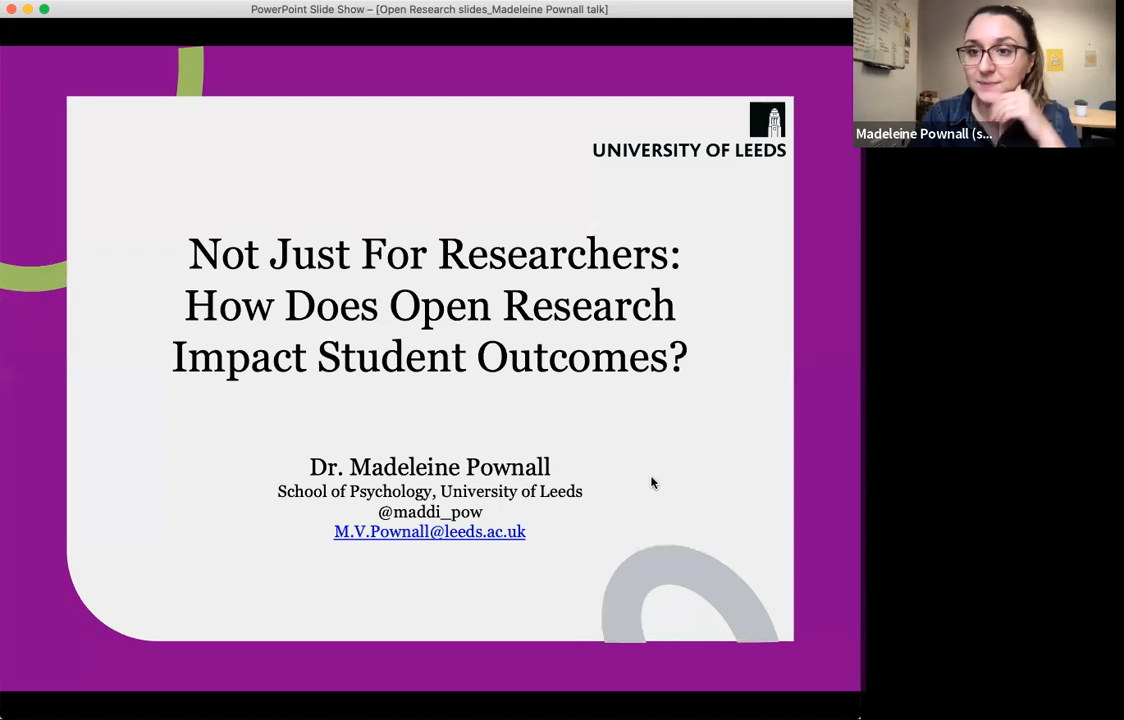 PowerPoint Slide Show – [Open Research slides_Madeleine Pownall talk]
Madeleine Pownall (s...
UNIVERSITY OF LEEDS
Not Just For Researchers:
How Does Open Research
Impact Student Outcomes?
Dr. Madeleine Pownall
School of Psychology, University of Leeds
@maddi_pow
M.V.Pownall@leeds.ac.uk